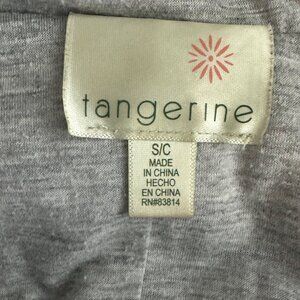 tangerine
S/C
MADE
IN CHINA
HECHO
EN CHINA
RN#83814